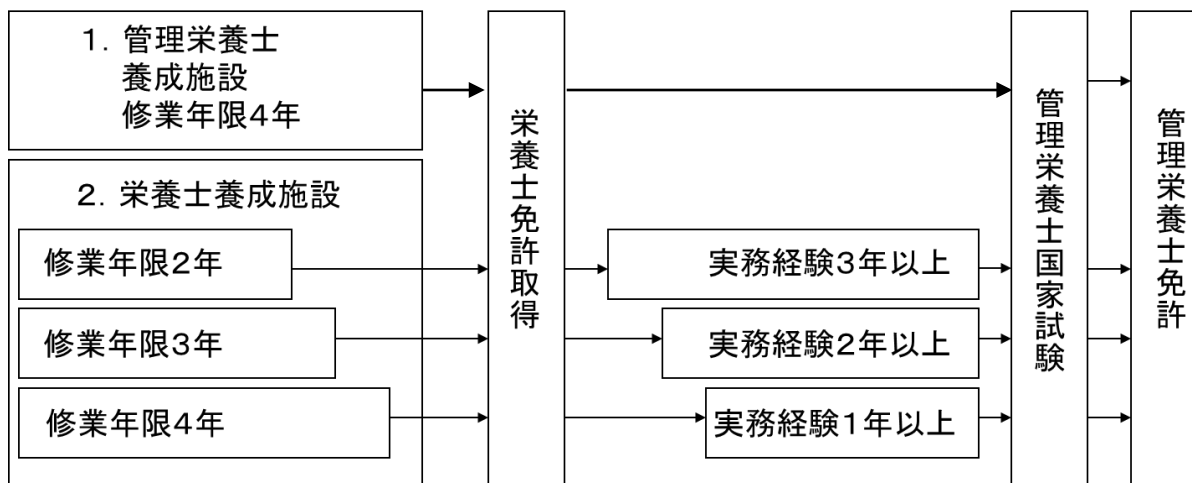 1．管理栄養士
養成施設
修業年限4年
2．栄養士養成施設
修業年限2年
修業年限3年
修業年限4年
栄養士免許取得
実務経験3年以上
実務経験2年以上
実務経験1年以上
管理栄養士国家試験
管理栄養士免許